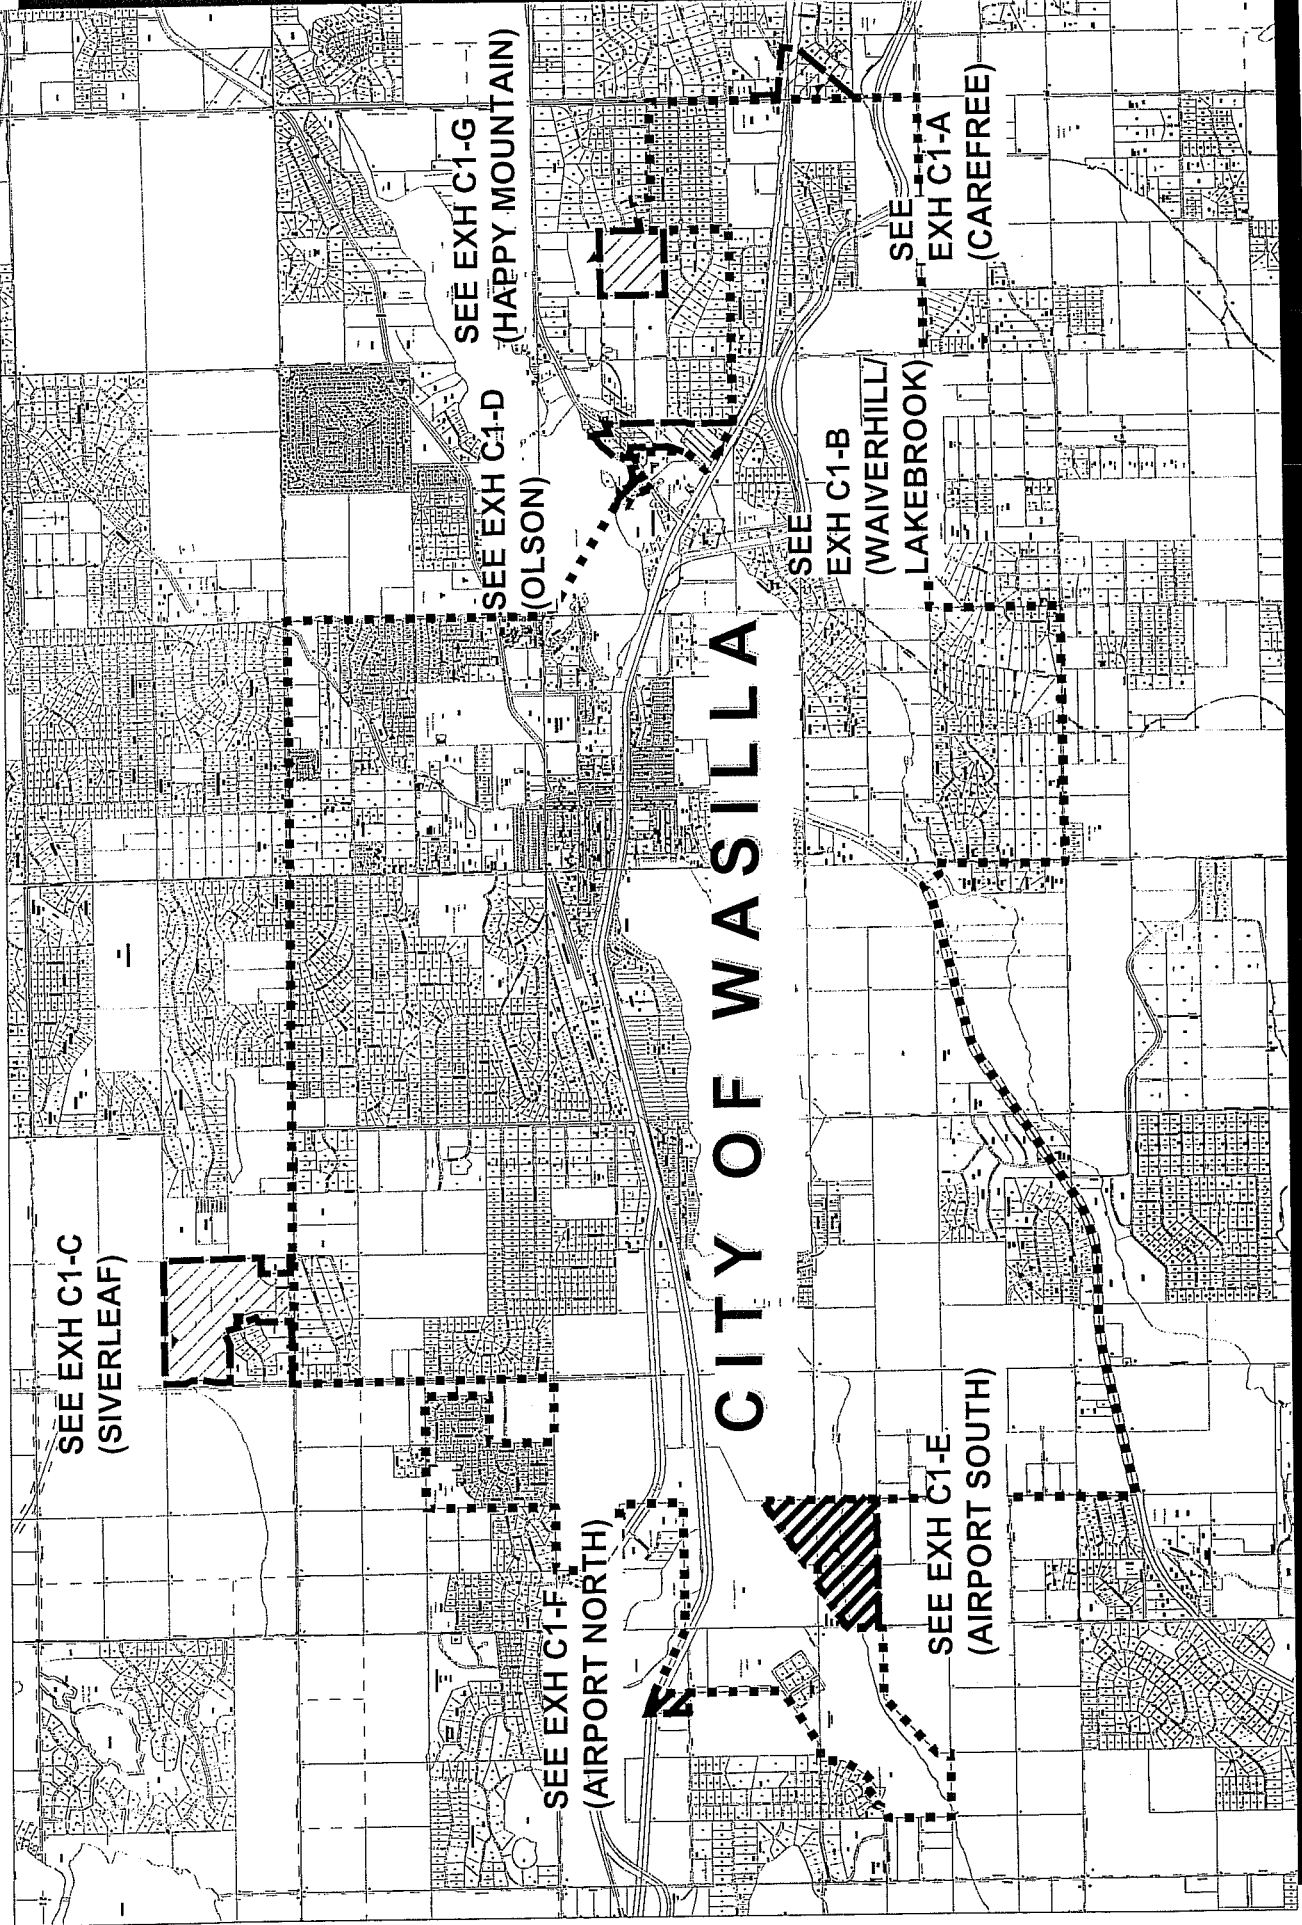 SEE EXH C1-C
(SIVERLEAF)
SEE EXH C1-D
(OLSON)
SEE EXH C1-G
(HAPPY MOUNTAIN)
SEE EXH C1-F
(AIRPORT NORTH)
CITY OF WASILLA
SEE
EXH C1-B
(WAIVERHILL/
LAKEBROOK)
SEE
EXH C1-A
(CAREFREE)
SEE EXH C1-E
(AIRPORT SOUTH)